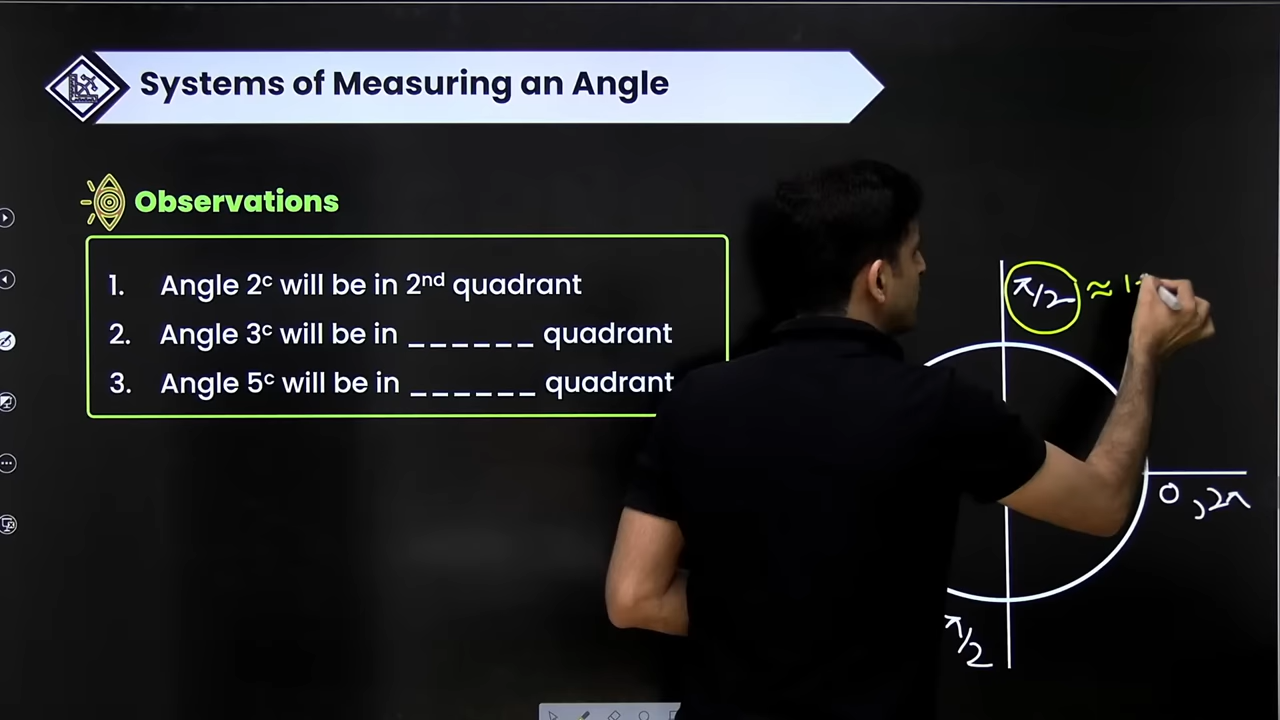 Systems of Measuring an Angle
Observations
1. Angle 2ᶜ will be in 2ⁿᵈ quadrant
2. Angle 3ᶜ will be in ______ quadrant
3. Angle 5ᶜ will be in ______ quadrant
π/2 ≈ 1
0, 2π
π/2